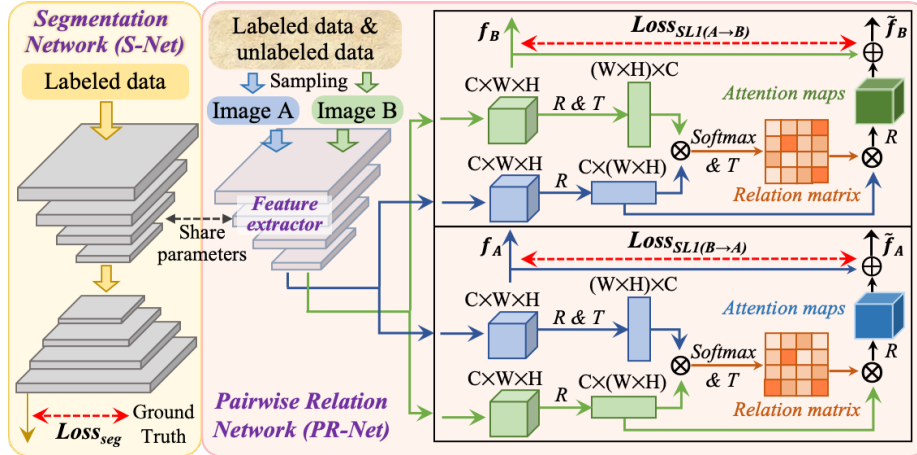 Segmentation
Network (S-Net)
Labeled data
Share
parameters
Loss_seg
Ground
Truth
Labeled data &
unlabeled data
Sampling
Image A
Image B
Feature
extractor
Pairwise Relation
Network (PR-Net)
f_B
Loss_SL1(A→B)
f̃_B
C×W×H
R & T
(W×H)×C
Attention maps
R
C×W×H
R
C×(W×H)
⊗
Softmax
& T
Relation matrix
⊗
⊕
f_A
Loss_SL1(B→A)
f̃_A
C×W×H
R & T
(W×H)×C
Attention maps
R
C×W×H
R
C×(W×H)
⊗
Softmax
& T
Relation matrix
⊗
⊕